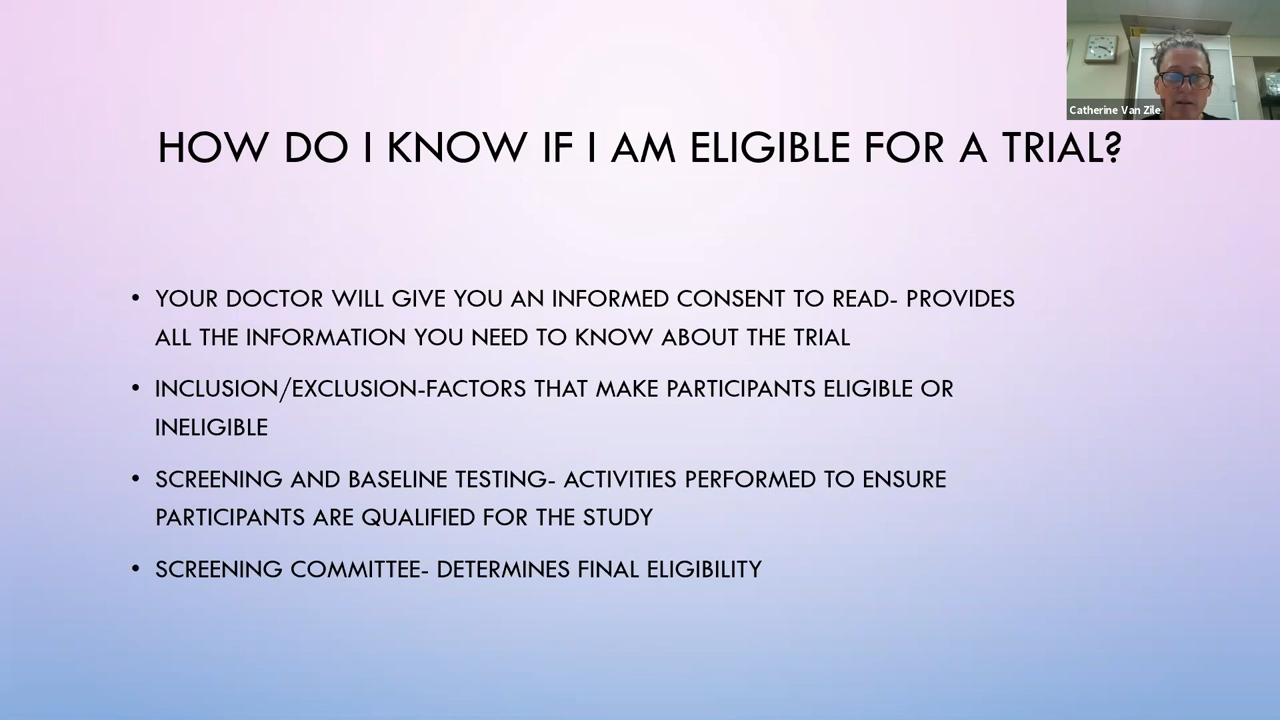 Catherine Van Zile
HOW DO I KNOW IF I AM ELIGIBLE FOR A TRIAL?
• YOUR DOCTOR WILL GIVE YOU AN INFORMED CONSENT TO READ- PROVIDES
ALL THE INFORMATION YOU NEED TO KNOW ABOUT THE TRIAL
• INCLUSION/EXCLUSION-FACTORS THAT MAKE PARTICIPANTS ELIGIBLE OR
INELIGIBLE
• SCREENING AND BASELINE TESTING- ACTIVITIES PERFORMED TO ENSURE
PARTICIPANTS ARE QUALIFIED FOR THE STUDY
• SCREENING COMMITTEE- DETERMINES FINAL ELIGIBILITY